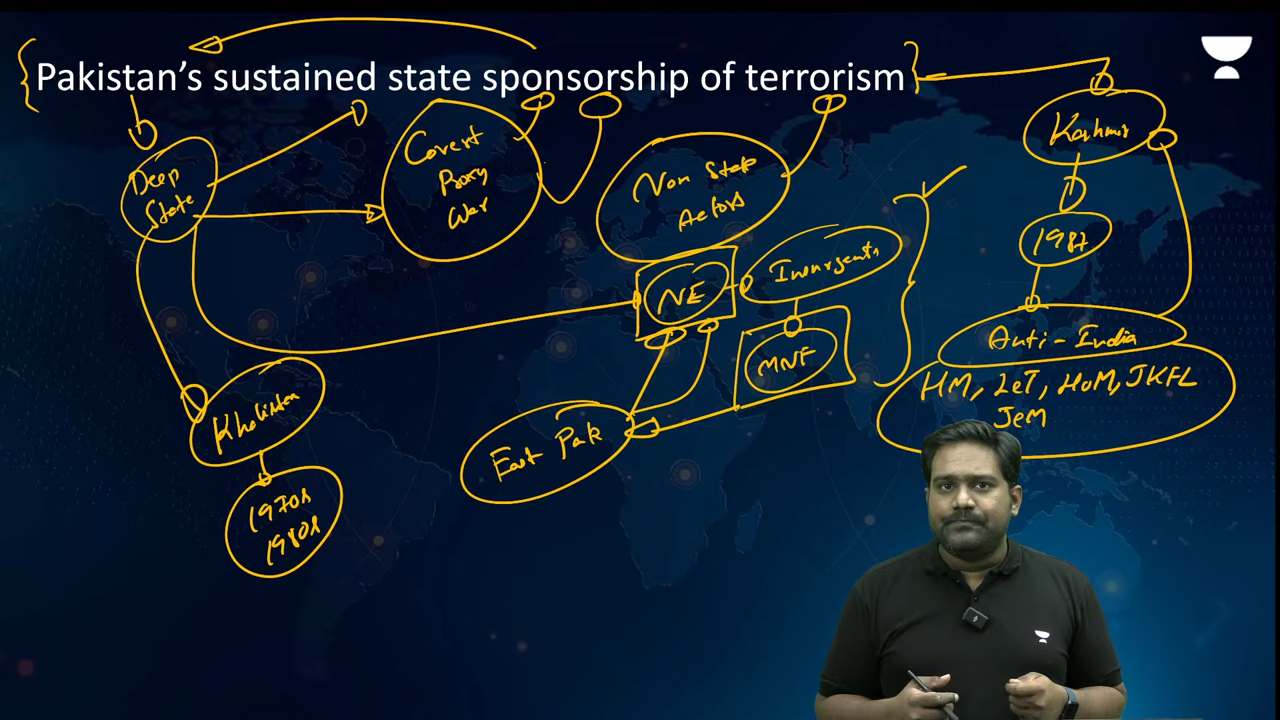 Pakistan's sustained state sponsorship of terrorism
Deep
State
Covert
Proxy
War
Non State
Actors
Kashmir
1987
Anti-India
HM, LeT, HuM, JKFL
JeM
NE
Insurgents
MNF
East Pak
Khalistan
1970s
1980s